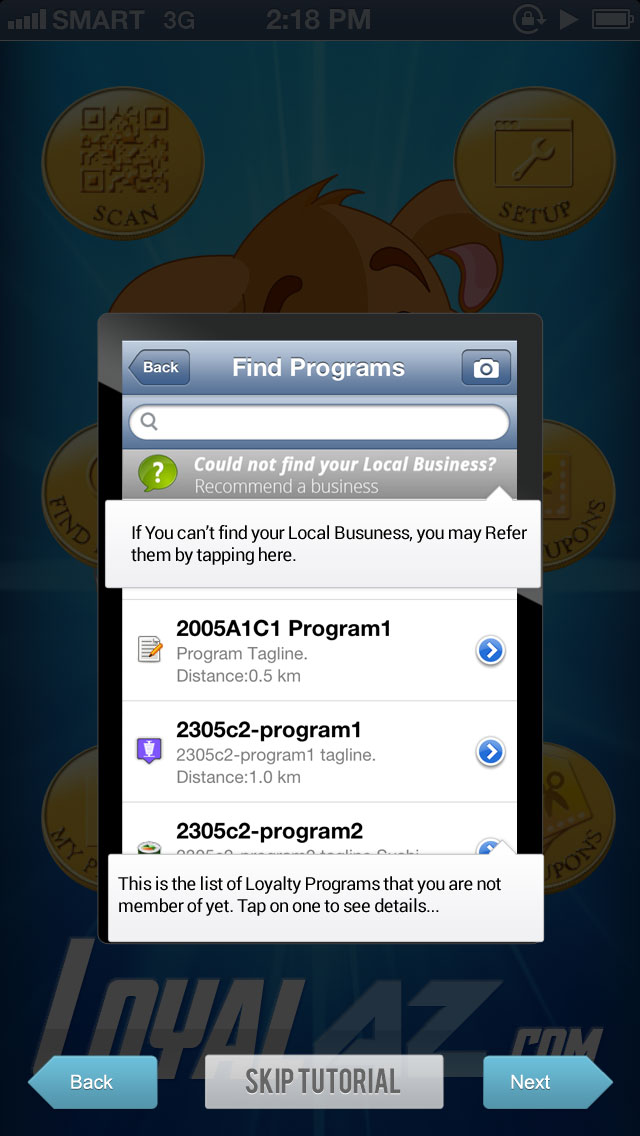 SMART 3G 2:18 PM
SCAN
SETUP
Back
Find Programs
Could not find your Local Business?
Recommend a business
If You can't find your Local Busuness, you may Refer
them by tapping here.
FIND
UPONS
2005A1C1 Program1
Program Tagline.
Distance:0.5 km
2305c2-program1
2305c2-program1 tagline.
Distance:1.0 km
2305c2-program2
MY P
UPONS
This is the list of Loyalty Programs that you are not
member of yet. Tap on one to see details...
LOYALAZ.COM
Back
SKIP TUTORIAL
Next